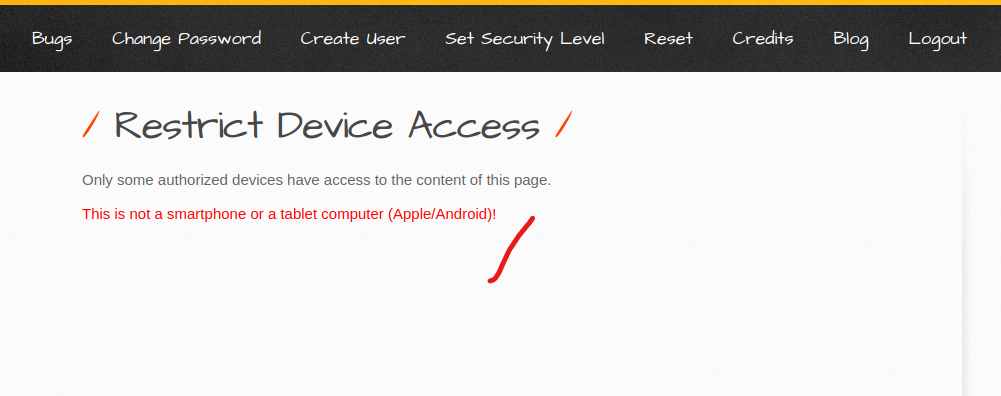 Bugs Change Password Create User Set Security Level Reset Credits Blog Logout
/ Restrict Device Access /
Only some authorized devices have access to the content of this page.
This is not a smartphone or a tablet computer (Apple/Android)!